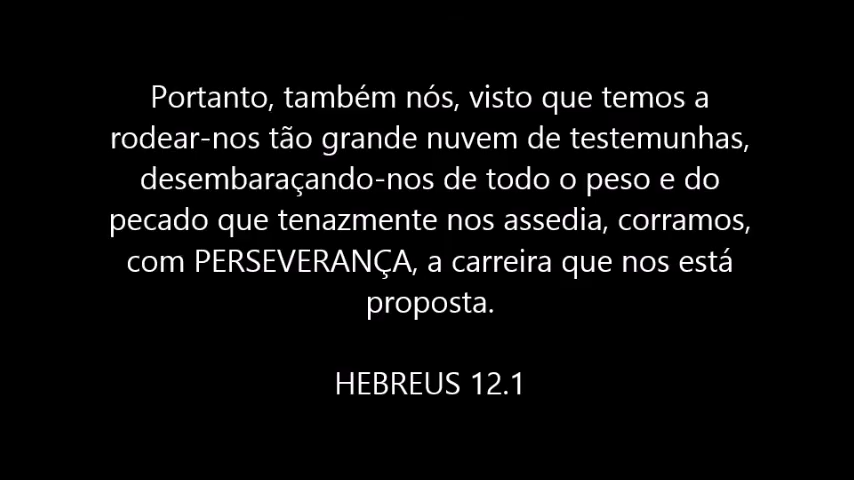 Portanto, também nós, visto que temos a
rodear-nos tão grande nuvem de testemunhas,
desembaraçando-nos de todo o peso e do
pecado que tenazmente nos assedia, corramos,
com PERSEVERANÇA, a carreira que nos está
proposta.
HEBREUS 12.1